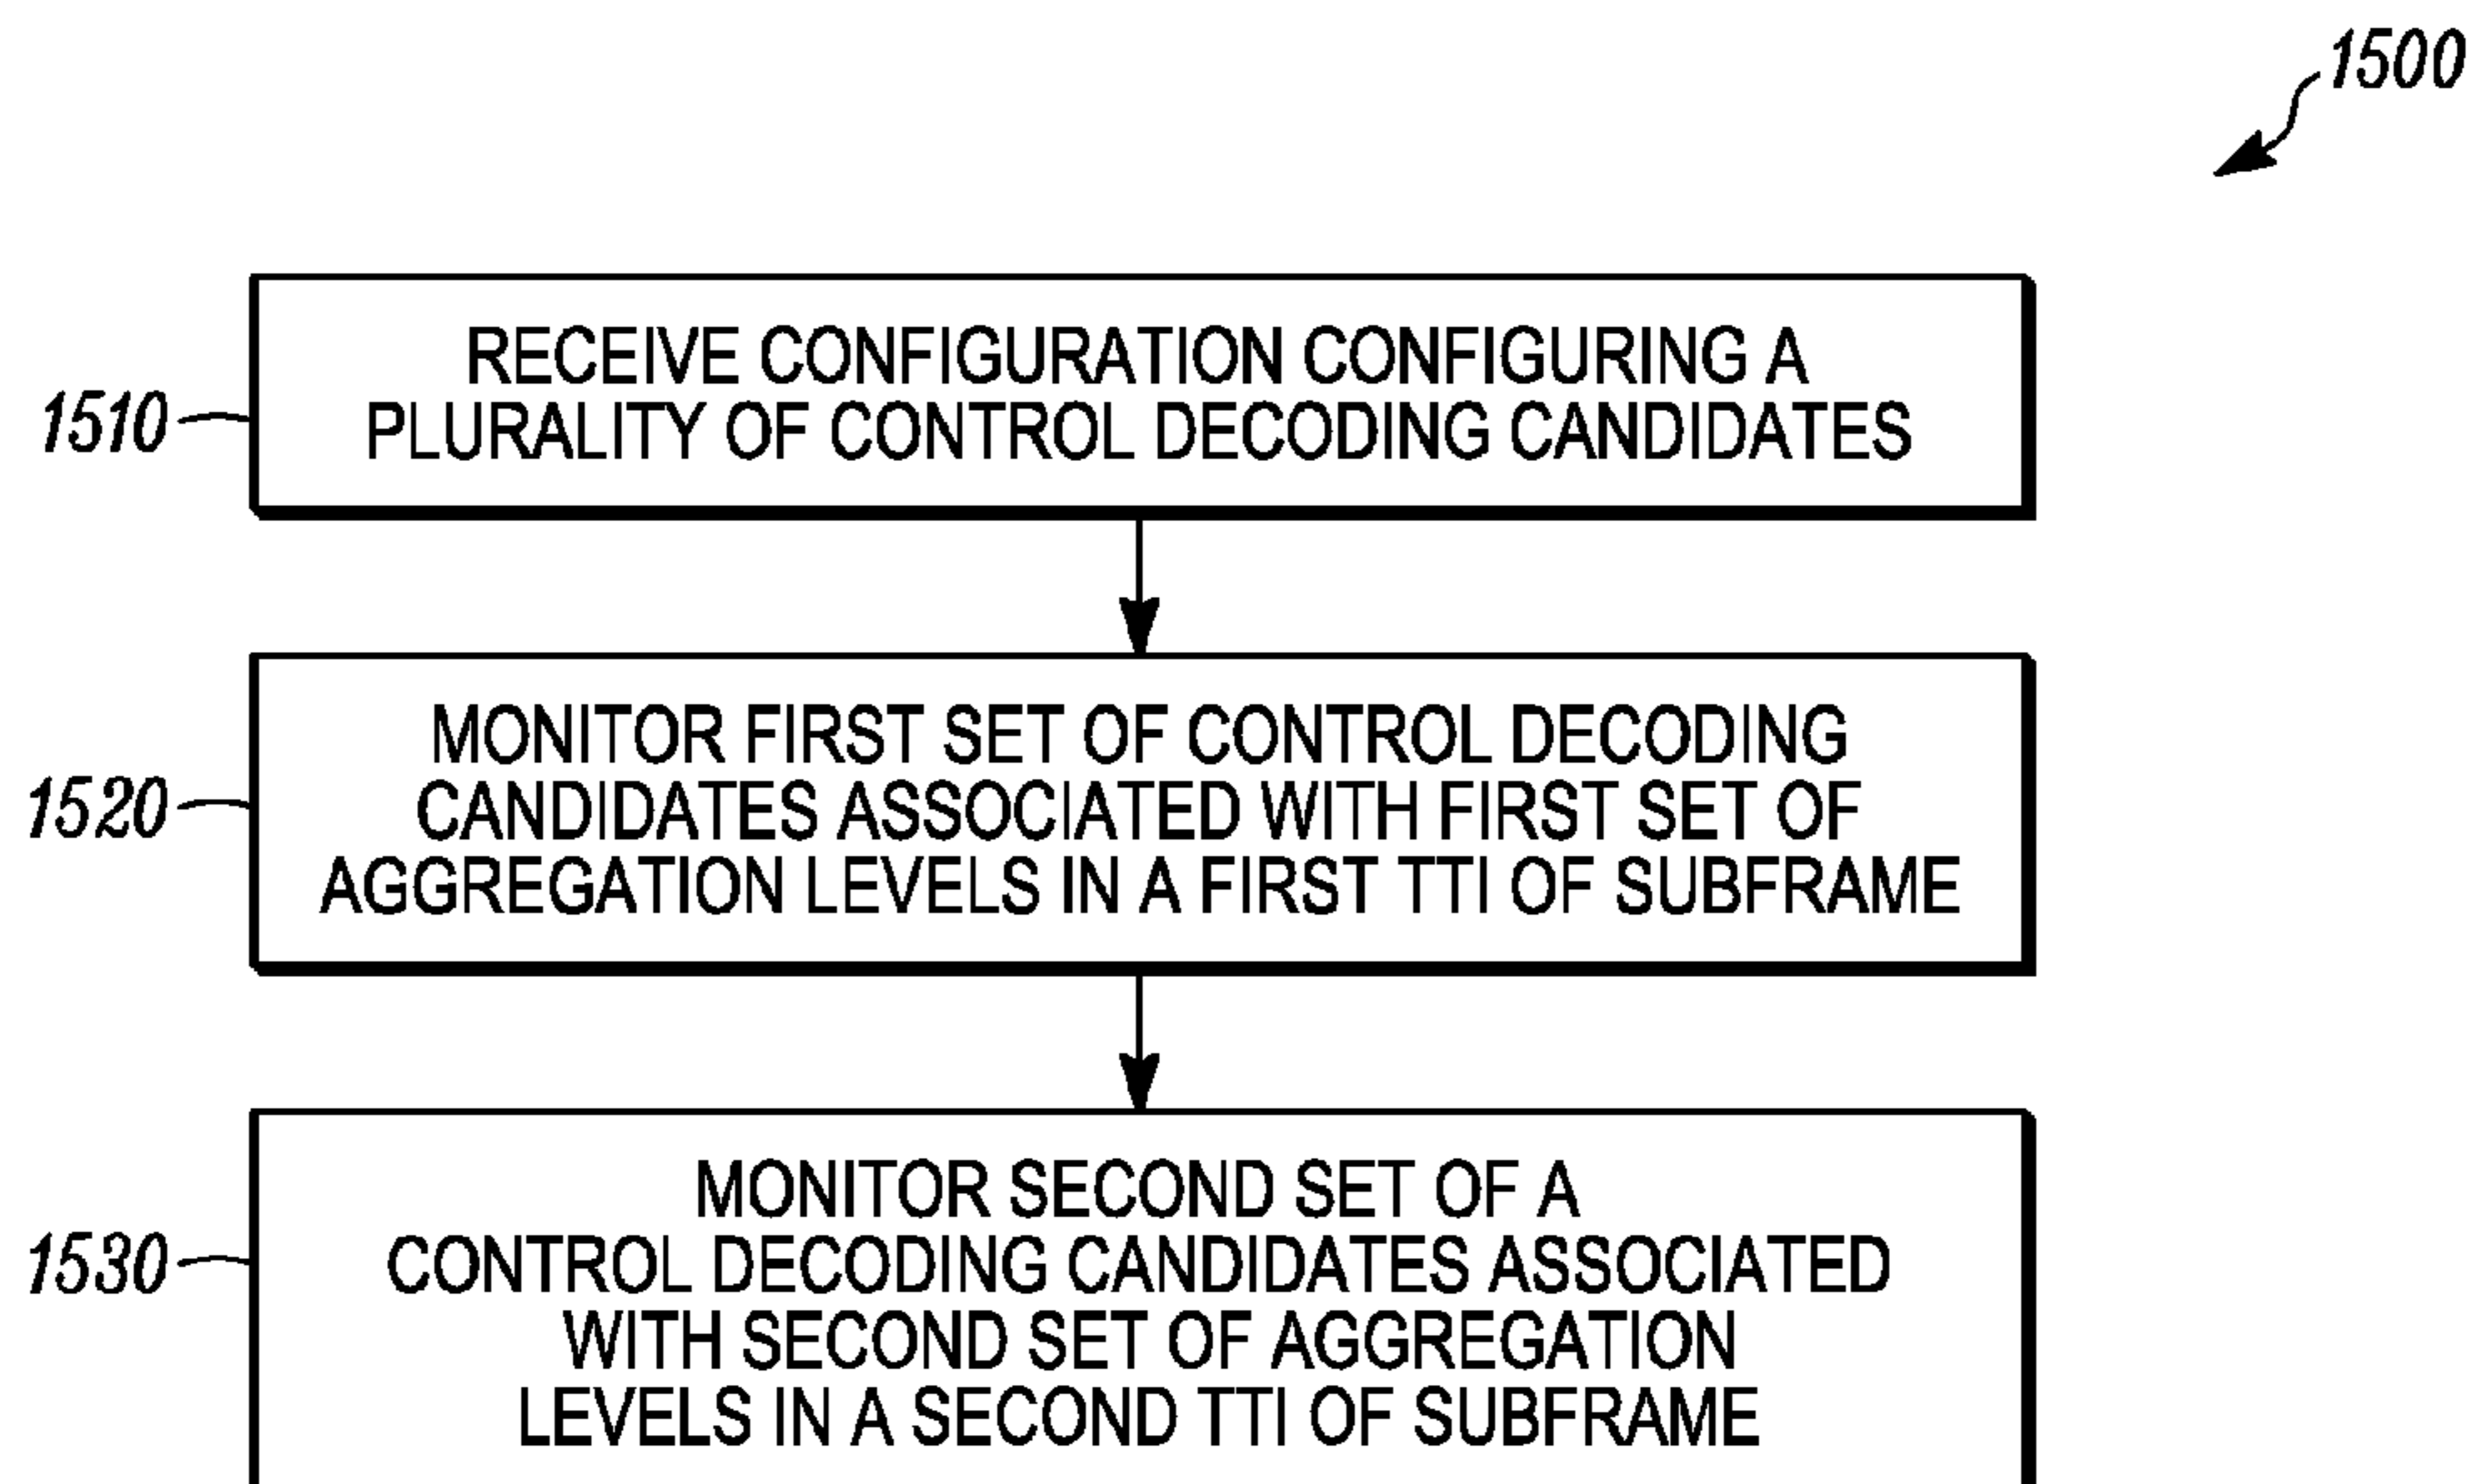 1500
RECEIVE CONFIGURATION CONFIGURING A
PLURALITY OF CONTROL DECODING CANDIDATES
1510
MONITOR FIRST SET OF CONTROL DECODING
CANDIDATES ASSOCIATED WITH FIRST SET OF
AGGREGATION LEVELS IN A FIRST TTI OF SUBFRAME
1520
MONITOR SECOND SET OF A
CONTROL DECODING CANDIDATES ASSOCIATED
WITH SECOND SET OF AGGREGATION
LEVELS IN A SECOND TTI OF SUBFRAME
1530